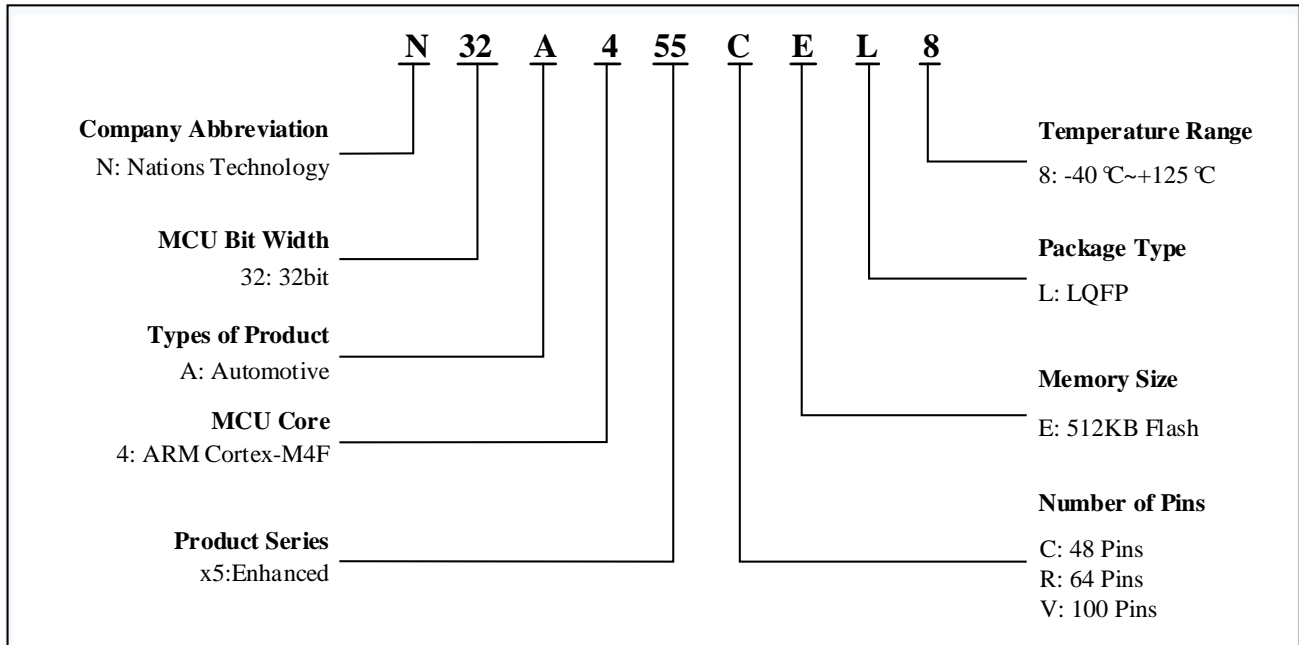 N 32 A 4 55 C E L 8
Company Abbreviation
N: Nations Technology
MCU Bit Width
32: 32bit
Types of Product
A: Automotive
MCU Core
4: ARM Cortex-M4F
Product Series
x5:Enhanced
Temperature Range
8: -40 ℃~+125 ℃
Package Type
L: LQFP
Memory Size
E: 512KB Flash
Number of Pins
C: 48 Pins
R: 64 Pins
V: 100 Pins